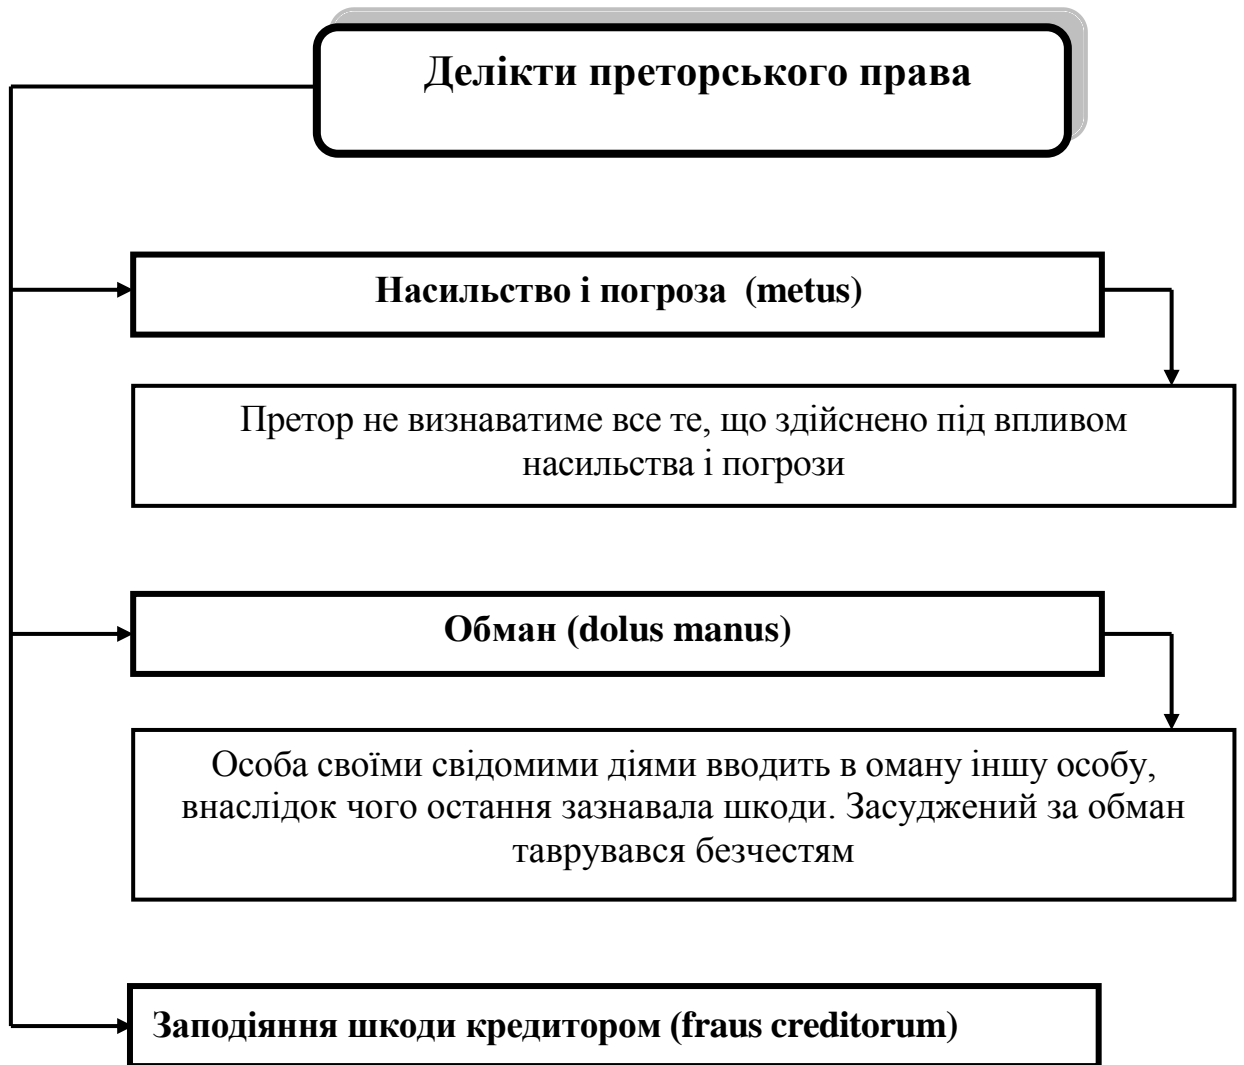 Делікти преторського права
Насильство і погроза (metus)
Претор не визнаватиме все те, що здійснено під впливом
насильства і погрози
Обман (dolus manus)
Особа своїми свідомими діями вводить в оману іншу особу,
внаслідок чого остання зазнавала шкоди. Засуджений за обман
таврувався безчестям
Заподіяння шкоди кредитором (fraus creditorum)